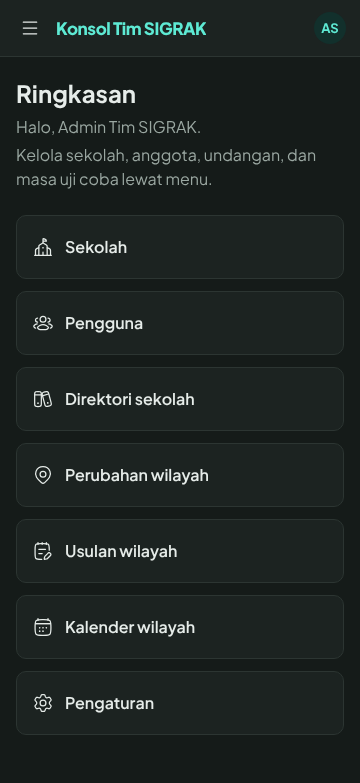 Konsol Tim SIGRAK
AS
Ringkasan
Halo, Admin Tim SIGRAK.
Kelola sekolah, anggota, undangan, dan
masa uji coba lewat menu.
Sekolah
Pengguna
Direktori sekolah
Perubahan wilayah
Usulan wilayah
Kalender wilayah
Pengaturan